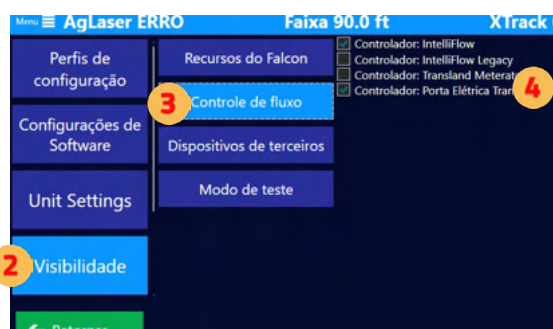 Menu AgLaser ERRO Faixa 90.0 ft XTrack
Perfis de
configuração
Configurações de
Software
Unit Settings
2
Visibilidade
Retornar
Recursos do Falcon
3
Controle de fluxo
Dispositivos de terceiros
Modo de teste
Controlador: IntelliFlow
Controlador: IntelliFlow Legacy
Controlador: Transland
Controlador: Porta Elétrica
4